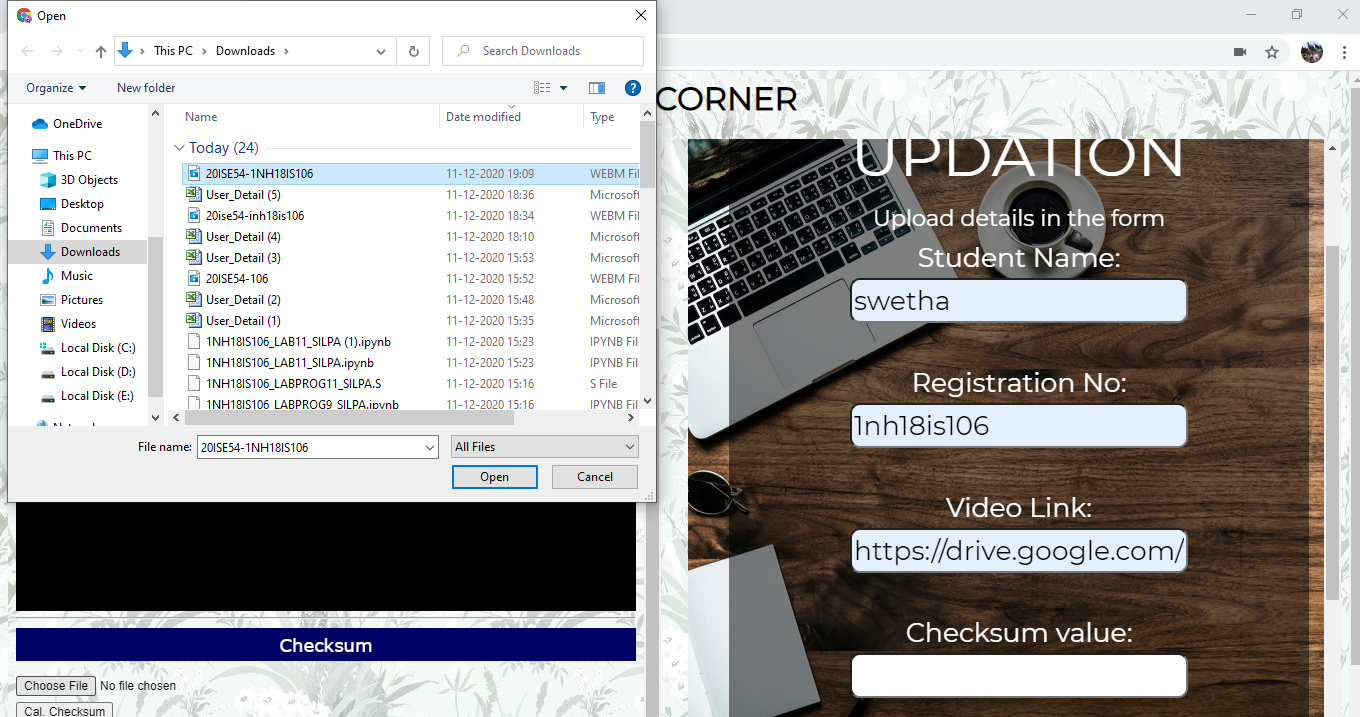 Open
This PC > Downloads >
Search Downloads
Organize
New folder
?
Name
Date modified
Type
OneDrive
This PC
3D Objects
Desktop
Documents
Downloads
Music
Pictures
Videos
Local Disk (C:)
Local Disk (D:)
Local Disk (E:)
Today (24)
20ISE54-1NH18IS106 11-12-2020 19:09 WEBM Fil
User_Detail (5) 11-12-2020 18:36 Microsoft
20ise54-inh18is106 11-12-2020 18:34 WEBM Fil
User_Detail (4) 11-12-2020 18:10 Microsoft
User_Detail (3) 11-12-2020 15:53 Microsoft
20ISE54-106 11-12-2020 15:52 WEBM Fil
User_Detail (2) 11-12-2020 15:48 Microsoft
User_Detail (1) 11-12-2020 15:35 Microsoft
1NH18IS106_LAB11_SILPA (1).ipynb 11-12-2020 15:23 IPYNB Fil
1NH18IS106_LAB11_SILPA.ipynb 11-12-2020 15:23 IPYNB Fil
1NH18IS106_LABPROG11_SILPA.S 11-12-2020 15:16 S File
1NH18IS106_LABPROG9_SILPA.ipynb 11-12-2020 15:16 IPYNB Fil
File name: 20ISE54-1NH18IS106
All Files
Open
Cancel
Checksum
Choose File No file chosen
Cal. Checksum
CORNER
UPDATION
Upload details in the form
Student Name:
swetha
Registration No:
1nh18is106
Video Link:
https://drive.google.com/
Checksum value: